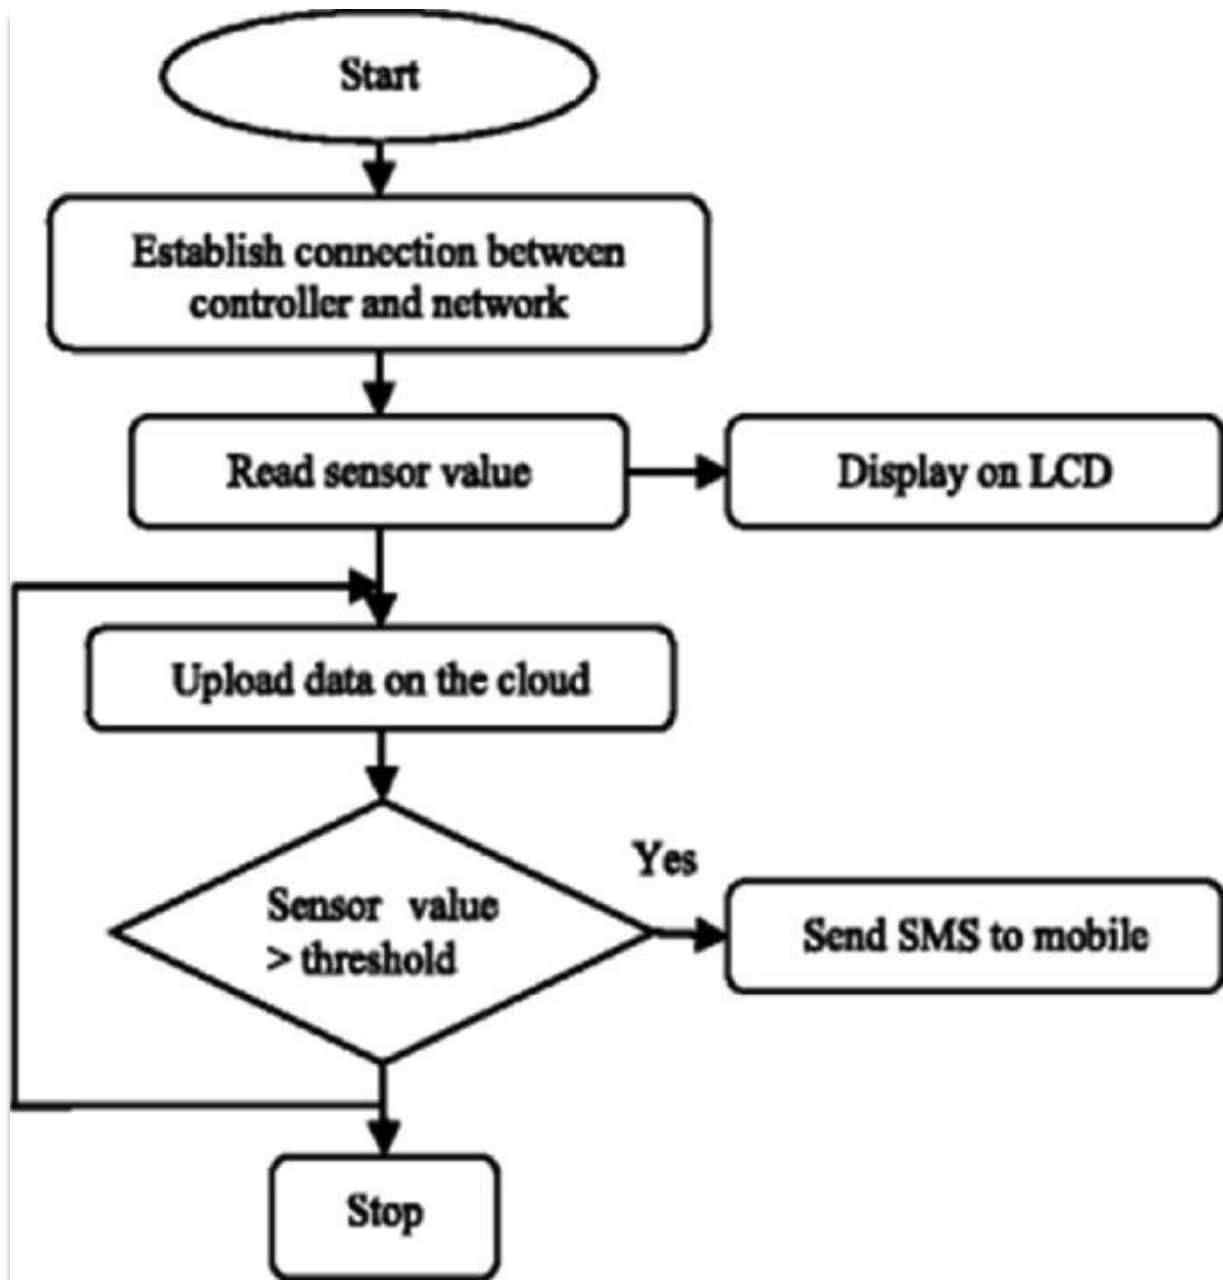 Start
Establish connection between
controller and network
Read sensor value
Display on LCD
Upload data on the cloud
Sensor value
> threshold
Yes
Send SMS to mobile
Stop